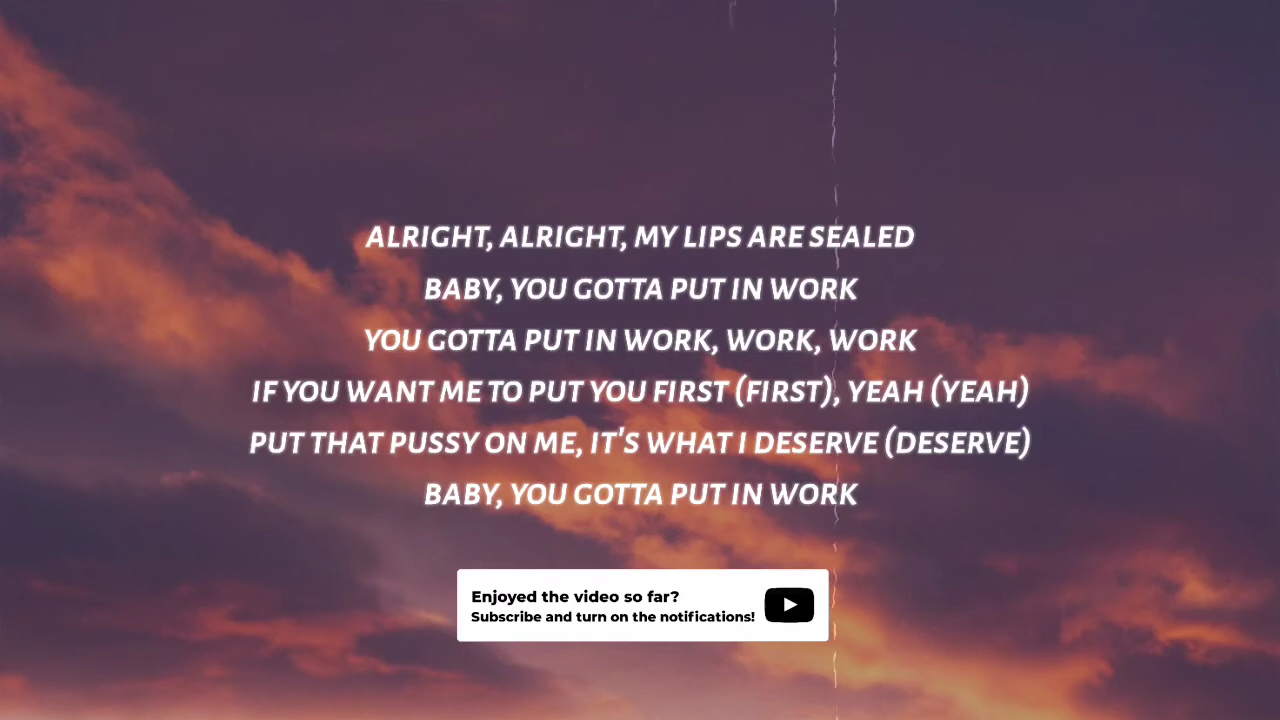 ALRIGHT, ALRIGHT, MY LIPS ARE SEALED
BABY, YOU GOTTA PUT IN WORK
YOU GOTTA PUT IN WORK, WORK, WORK
IF YOU WANT ME TO PUT YOU FIRST (FIRST), YEAH (YEAH)
PUT THAT PUSSY ON ME, IT'S WHAT I DESERVE (DESERVE)
BABY, YOU GOTTA PUT IN WORK
Enjoyed the video so far?
Subscribe and turn on the notifications!